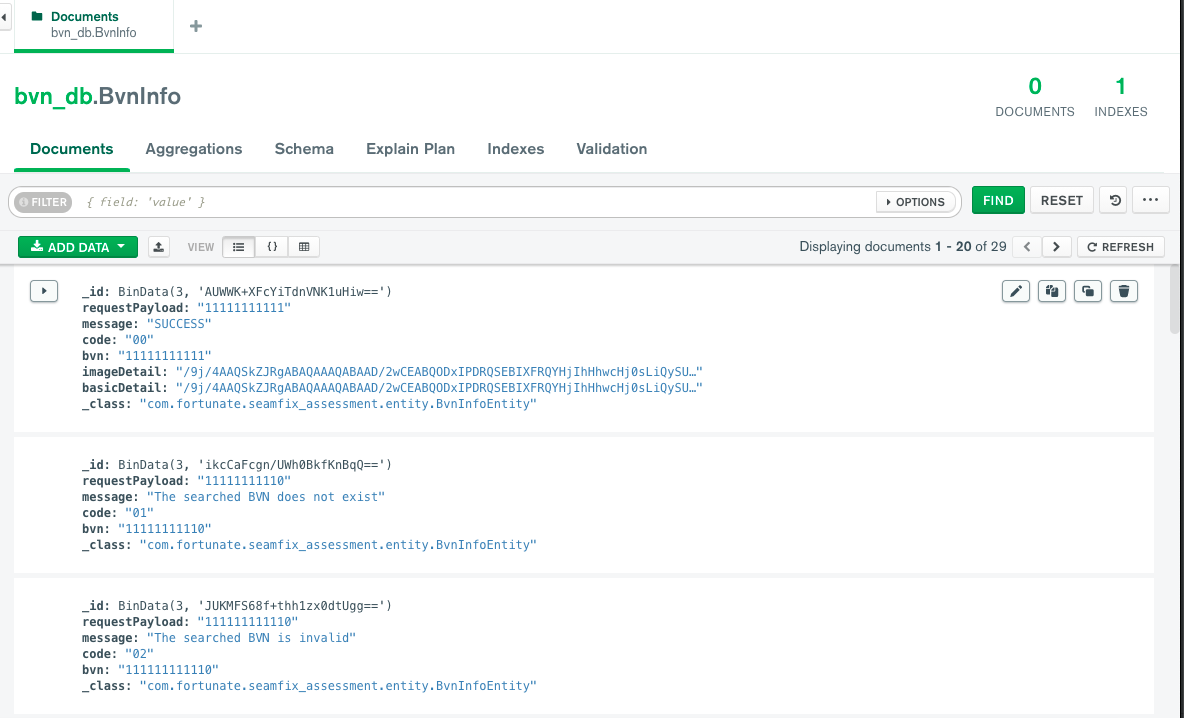 Documents
bvn_db.BvnInfo
bvn_db.BvnInfo
0
DOCUMENTS
1
INDEXES
Documents Aggregations Schema Explain Plan Indexes Validation
FILTER { field: 'value' } OPTIONS FIND RESET
ADD DATA VIEW { } Displaying documents 1 - 20 of 29 REFRESH
_id: BinData(3, 'AUWWK+XFcYiTdnVNK1uHiw==')
requestPayload: "11111111111"
message: "SUCCESS"
code: "00"
bvn: "11111111111"
imageDetail: "/9j/4AAQSkZJRgABAQAAAQABAAD/2wCEABQODxIPDRQSEBIXFRQYHjIhHhwcHj0sLiQySU…"
basicDetail: "/9j/4AAQSkZJRgABAQAAAQABAAD/2wCEABQODxIPDRQSEBIXFRQYHjIhHhwcHj0sLiQySU…"
_class: "com.fortunate.seamfix_assessment.entity.BvnInfoEntity"
_id: BinData(3, 'ikcCaFcgn/UWh0BkfKnBqQ==')
requestPayload: "11111111110"
message: "The searched BVN does not exist"
code: "01"
bvn: "11111111110"
_class: "com.fortunate.seamfix_assessment.entity.BvnInfoEntity"
_id: BinData(3, 'JUKMFS68f+thh1zx0dtUgg==')
requestPayload: "111111111110"
message: "The searched BVN is invalid"
code: "02"
bvn: "111111111110"
_class: "com.fortunate.seamfix_assessment.entity.BvnInfoEntity"